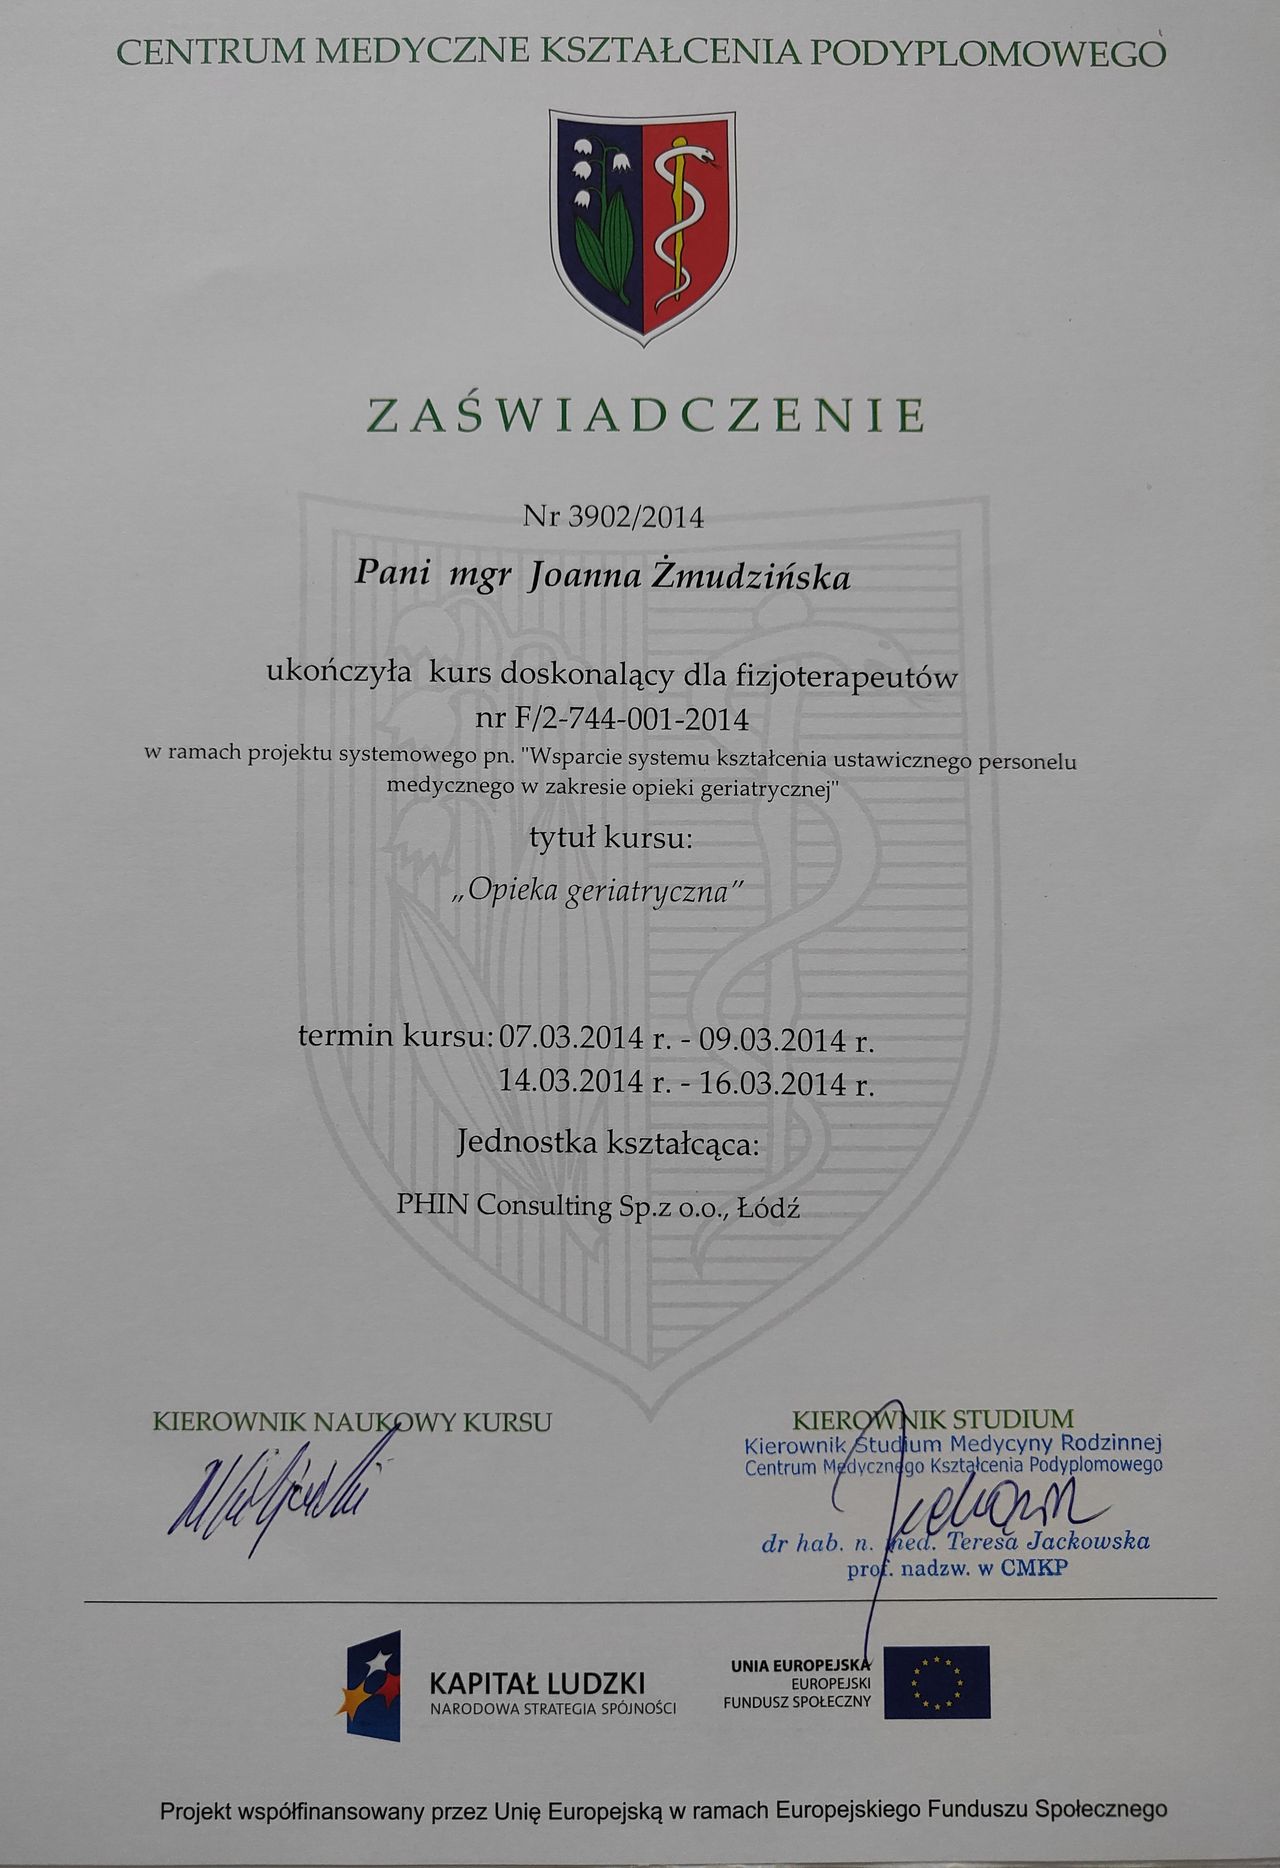 CENTRUM MEDYCZNE KSZTAŁCENIA PODYPLOMOWEGO
ZAŚWIADCZENIE
Nr 3902/2014
Pani mgr Joanna Żmudzińska
ukończyła kurs doskonalący dla fizjoterapeutów
nr F/2-744-001-2014
w ramach projektu systemowego pn. "Wsparcie systemu kształcenia ustawicznego personelu
medycznego w zakresie opieki geriatrycznej"
tytuł kursu:
„Opieka geriatryczna”
termin kursu: 07.03.2014 r. - 09.03.2014 r.
14.03.2014 r. - 16.03.2014 r.
Jednostka kształcąca:
PHIN Consulting Sp.z o.o., Łódź
KIEROWNIK NAUKOWY KURSU
KIEROWNIK STUDIUM
Kierownik Studium Medycyny Rodzinnej
Centrum Medycznego Kształcenia Podyplomowego
dr hab. n. med. Teresa Jackowska
prof. nadzw. w CMKP
KAPITAŁ LUDZKI
NARODOWA STRATEGIA SPÓJNOŚCI
UNIA EUROPEJSKA
EUROPEJSKI
FUNDUSZ SPOŁECZNY
Projekt współfinansowany przez Unię Europejską w ramach Europejskiego Funduszu Społecznego